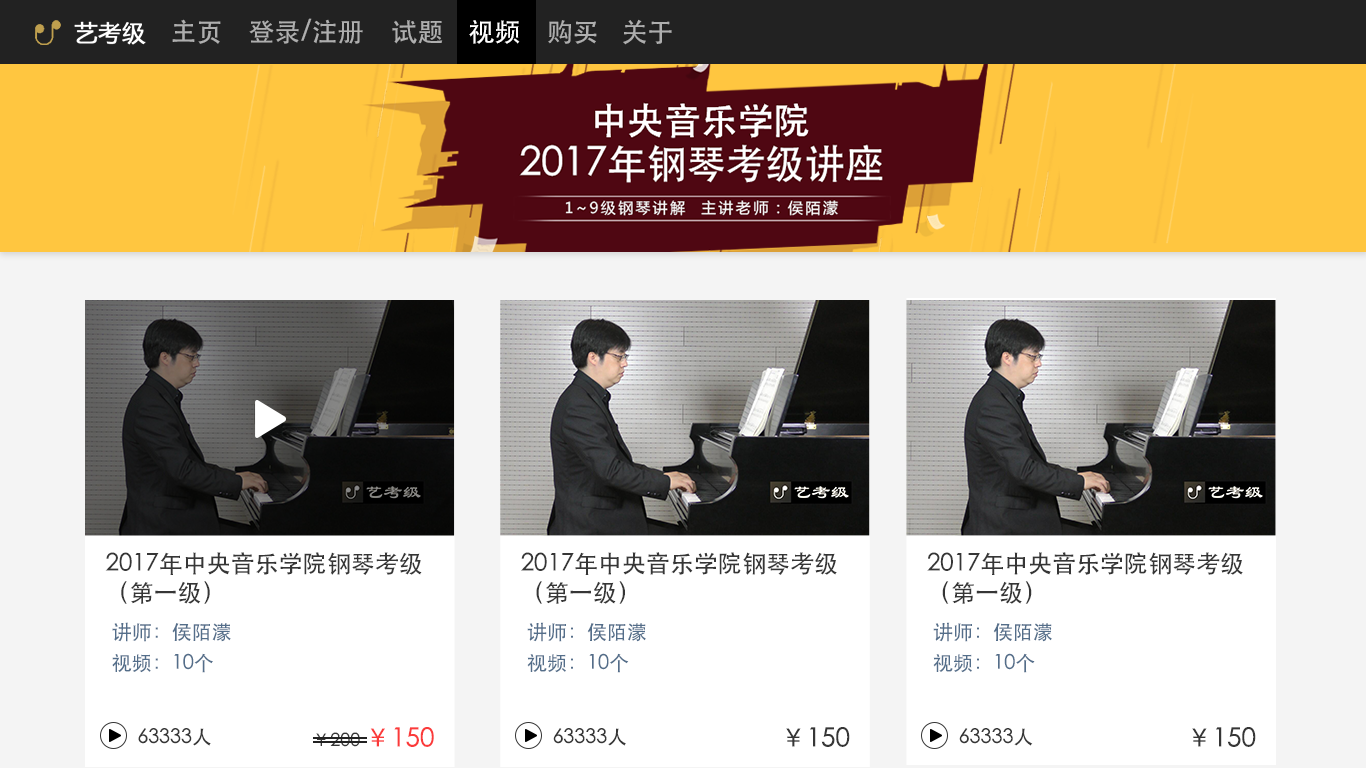 艺考级 主页 登录/注册 试题 视频 购买 关于
中央音乐学院
2017年钢琴考级讲座
1~9级钢琴讲解 主讲老师：侯陌濛
艺考级
2017年中央音乐学院钢琴考级
（第一级）
讲师：侯陌濛
视频：10个
63333人 ￥200 ￥150
艺考级
2017年中央音乐学院钢琴考级
（第一级）
讲师：侯陌濛
视频：10个
63333人 ￥150
艺考级
2017年中央音乐学院钢琴考级
（第一级）
讲师：侯陌濛
视频：10个
63333人 ￥150